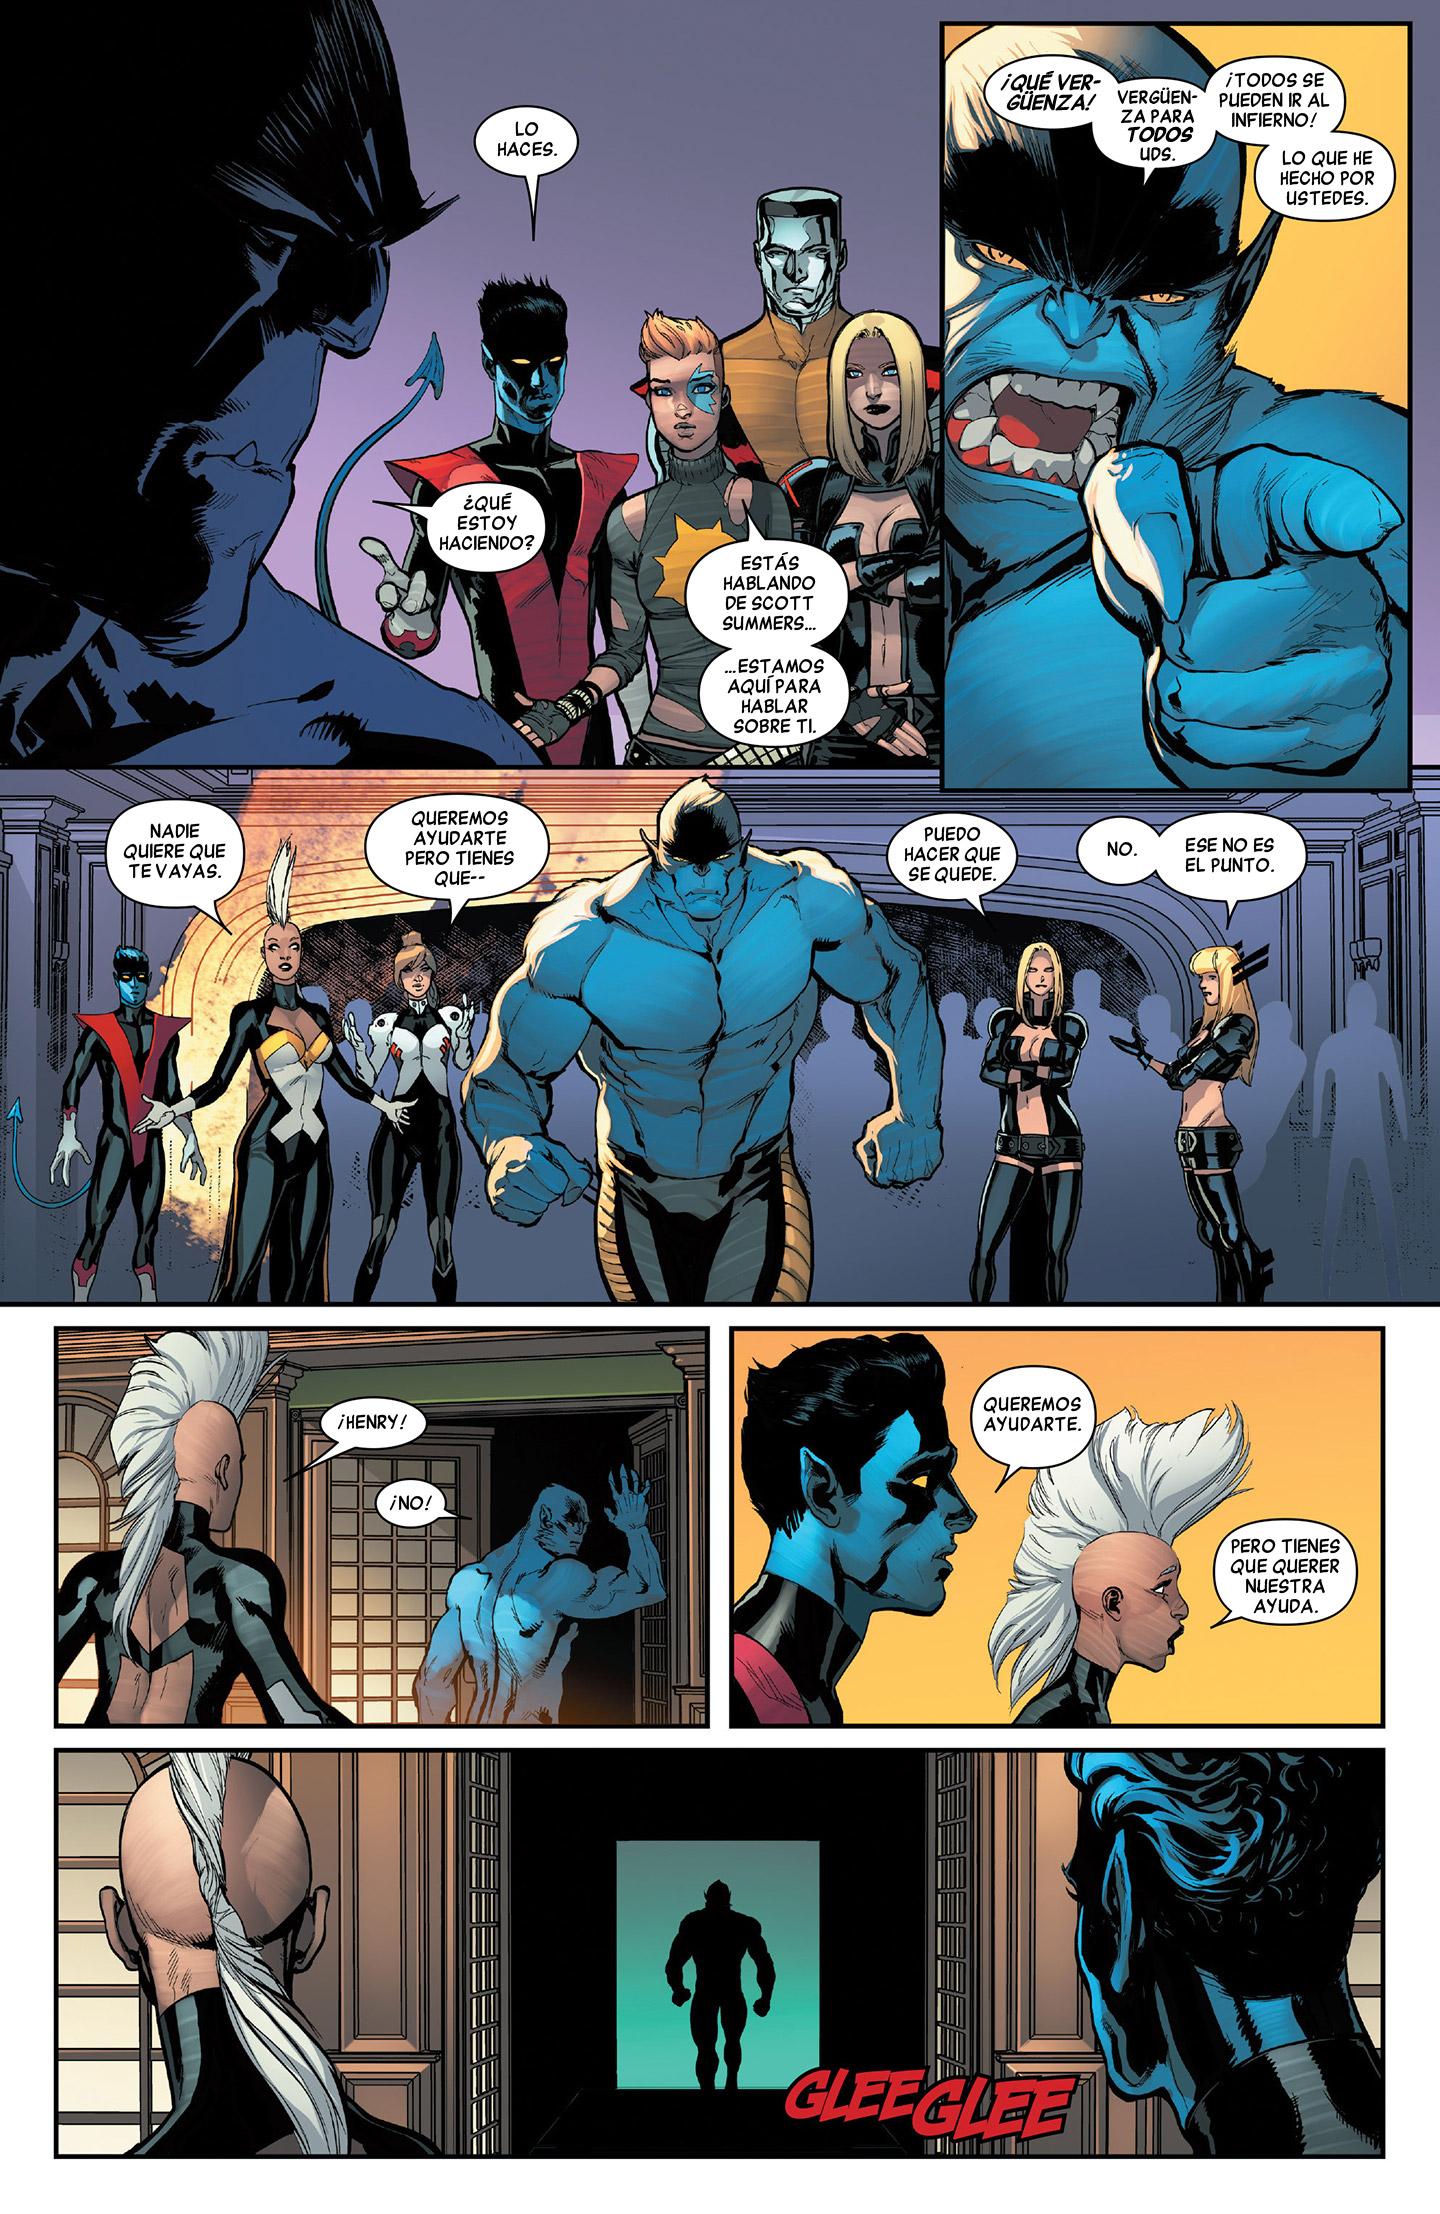 LO
HACES.
¿QUÉ
ESTOY
HACIENDO?
ESTÁS
HABLANDO
DE SCOTT
SUMMERS...
...ESTAMOS
AQUÍ PARA
HABLAR
SOBRE TI.
¡QUÉ VER-
GÜENZA!
VERGÜEN-
ZA PARA
TODOS
UDS.
¡TODOS SE
PUEDEN IR AL
INFIERNO!
LO QUE HE
HECHO POR
USTEDES.
NADIE
QUIERE QUE
TE VAYAS.
QUEREMOS
AYUDARTE
PERO TIENES
QUE--
PUEDO
HACER QUE
SE QUEDE.
NO.
ESE NO ES
EL PUNTO.
¡HENRY!
¡NO!
QUEREMOS
AYUDARTE.
PERO TIENES
QUE QUERER
NUESTRA
AYUDA.
GLEEGLEE